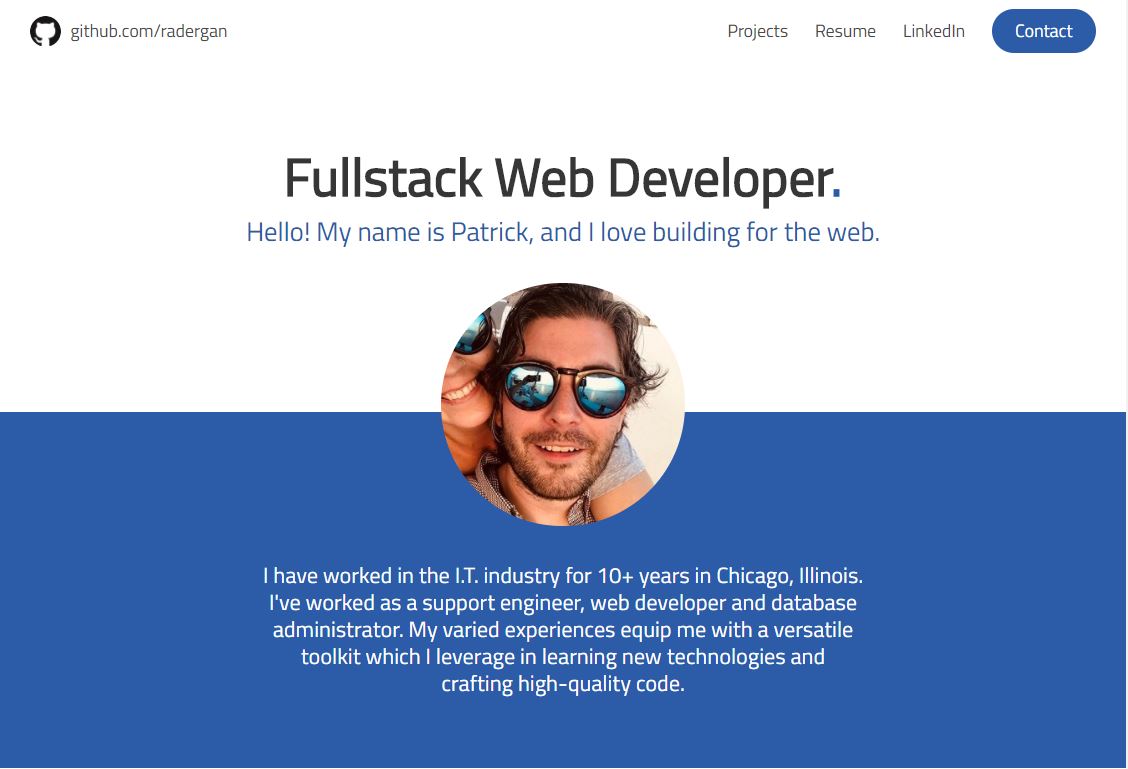 github.com/radergan
Projects
Resume
LinkedIn
Contact
Fullstack Web Developer.
Hello! My name is Patrick, and I love building for the web.
I have worked in the I.T. industry for 10+ years in Chicago, Illinois.
I've worked as a support engineer, web developer and database
administrator. My varied experiences equip me with a versatile
toolkit which I leverage in learning new technologies and
crafting high-quality code.